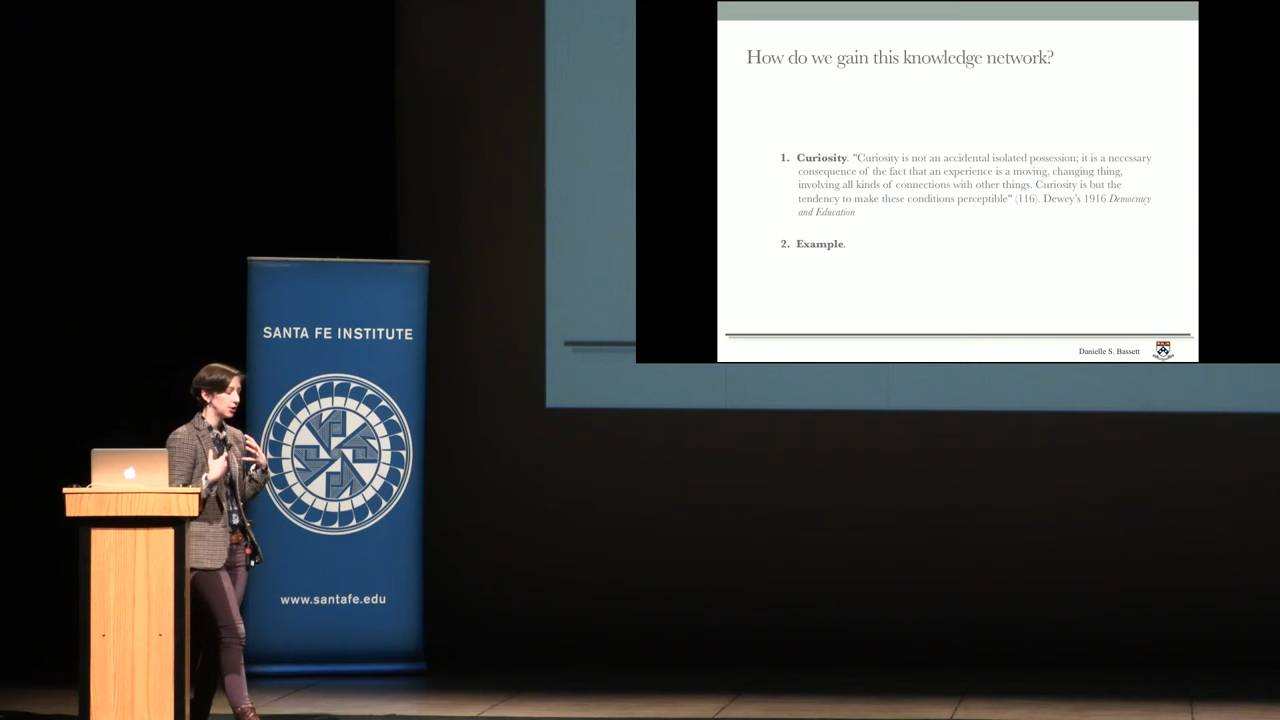 How do we gain this knowledge network?
1. Curiosity. "Curiosity is not an accidental isolated possession; it is a necessary
consequence of the fact that an experience is a moving, changing thing,
involving all kinds of connections with other things. Curiosity is but the
tendency to make these conditions perceptible" (116). Dewey's 1916 Democracy
and Education
2. Example.
Danielle S. Bassett
SANTA FE INSTITUTE
www.santafe.edu